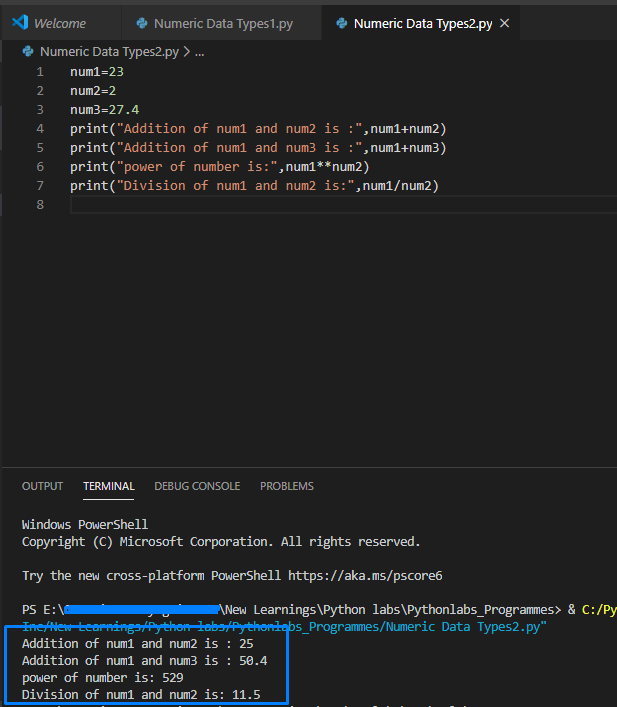 Welcome Numeric Data Types1.py Numeric Data Types2.py ×
Numeric Data Types2.py > ...
1 num1=23
2 num2=2
3 num3=27.4
4 print("Addition of num1 and num2 is :",num1+num2)
5 print("Addition of num1 and num3 is :",num1+num3)
6 print("power of number is:",num1**num2)
7 print("Division of num1 and num2 is:",num1/num2)
8
OUTPUT TERMINAL DEBUG CONSOLE PROBLEMS
Windows PowerShell
Copyright (C) Microsoft Corporation. All rights reserved.
Try the new cross-platform PowerShell https://aka.ms/pscore6
PS E:\ \New Learnings\Python labs\Pythonlabs_Programmes> & C:/Py
Inc/New Learnings/Python labs/Pythonlabs_Programmes/Numeric Data Types2.py"
Addition of num1 and num2 is : 25
Addition of num1 and num3 is : 50.4
power of number is: 529
Division of num1 and num2 is: 11.5